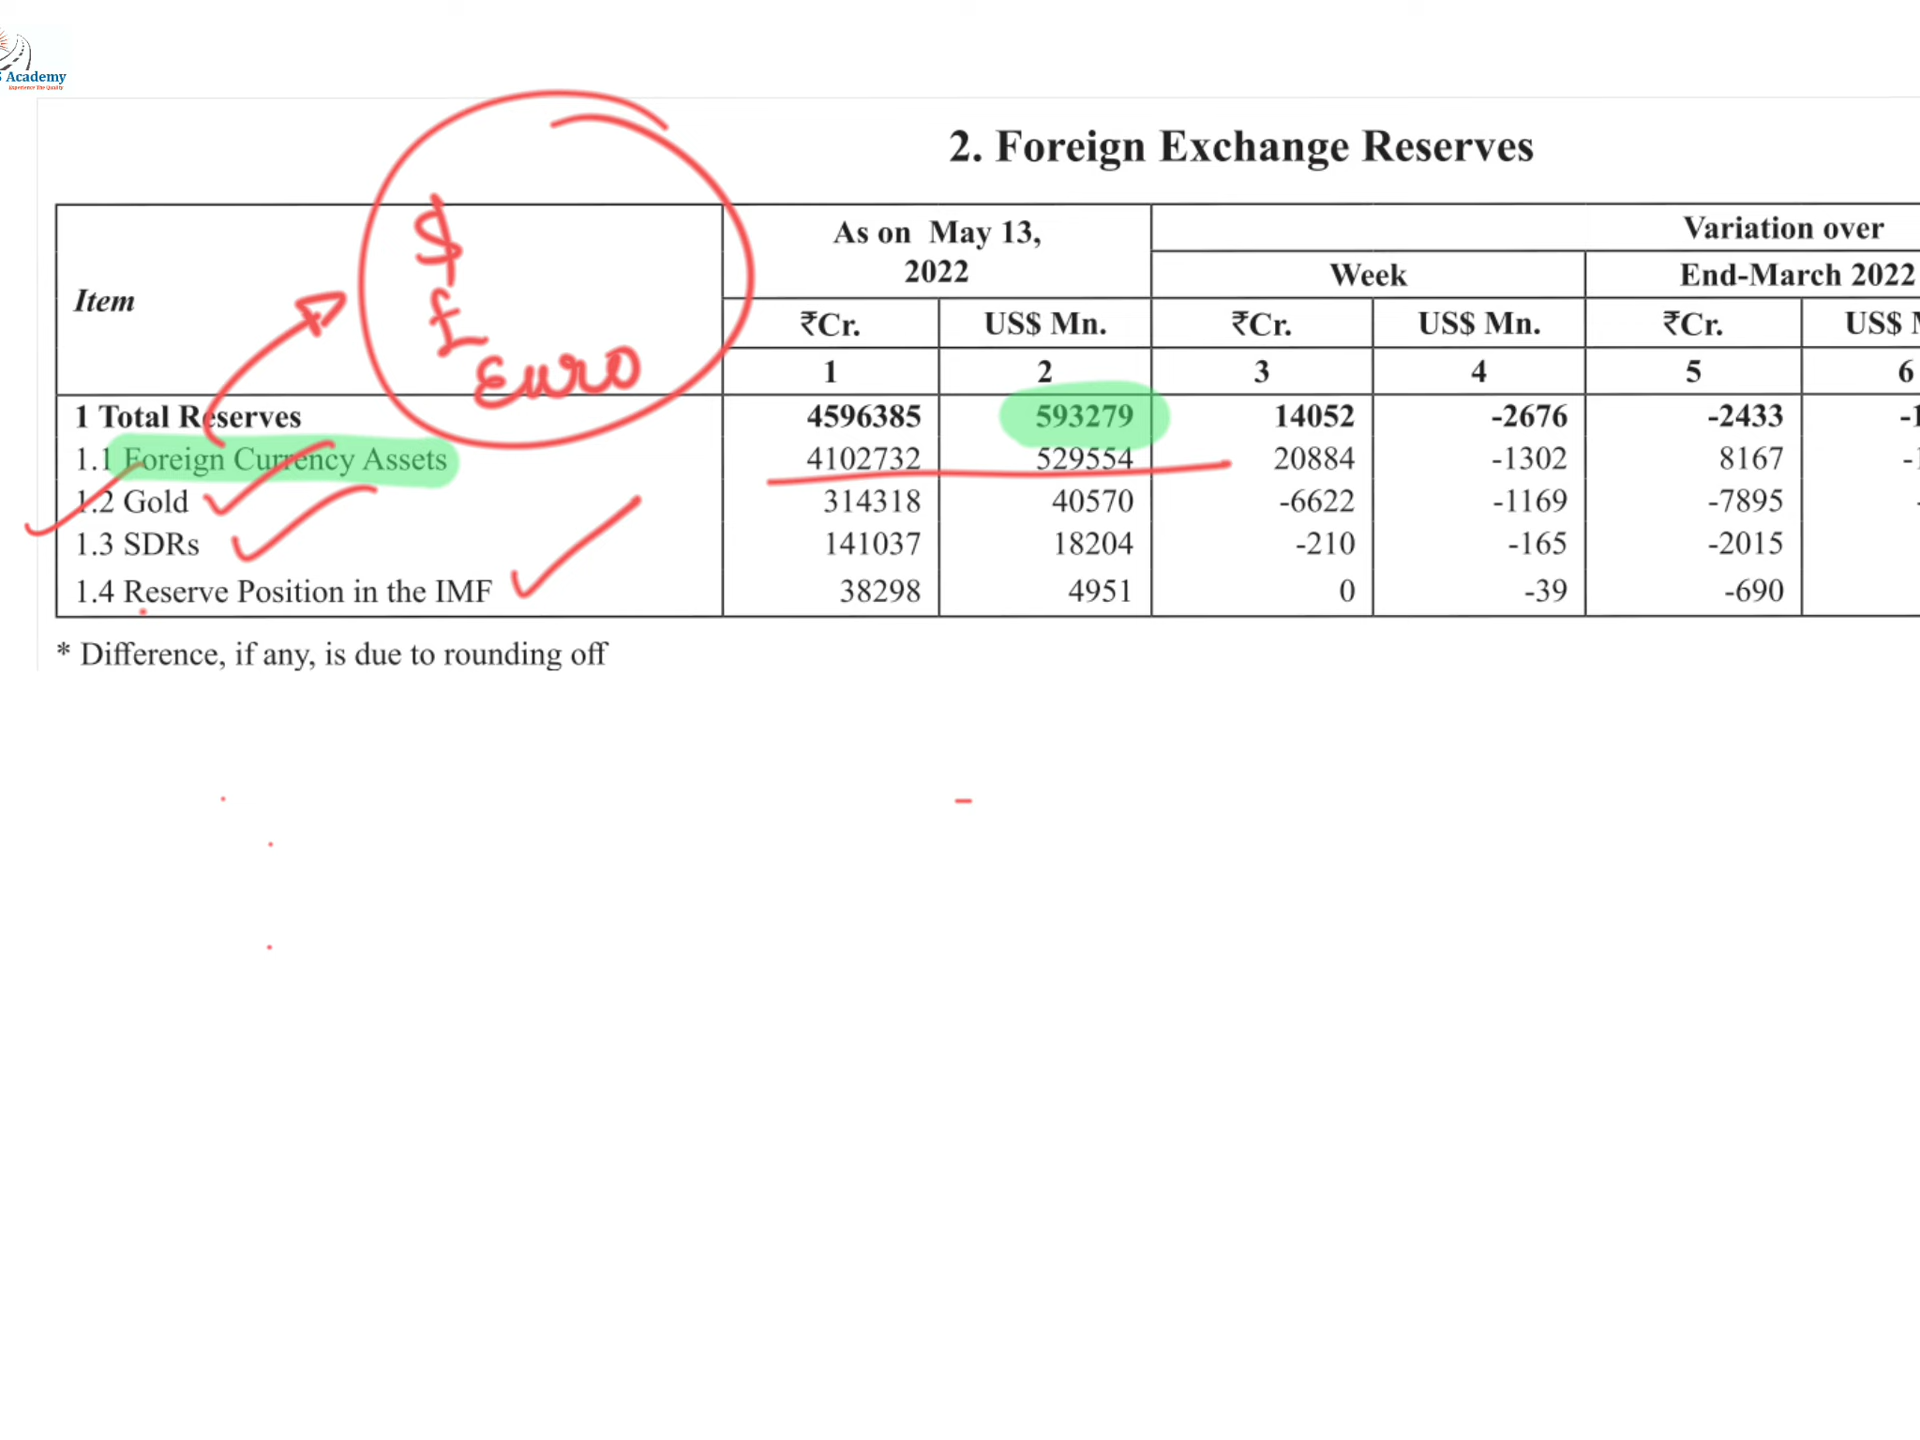 Academy
Experience The Quality
2. Foreign Exchange Reserves
Item
$
£
Euro
As on May 13, 2022
Variation over
Week
End-March 2022
₹Cr. US$ Mn. ₹Cr. US$ Mn. ₹Cr. US$
1 2 3 4 5 6
1 Total Reserves 4596385 593279 14052 -2676 -2433
1.1 Foreign Currency Assets 4102732 529554 20884 -1302 8167
1.2 Gold 314318 40570 -6622 -1169 -7895
1.3 SDRs 141037 18204 -210 -165 -2015
1.4 Reserve Position in the IMF 38298 4951 0 -39 -690
* Difference, if any, is due to rounding off